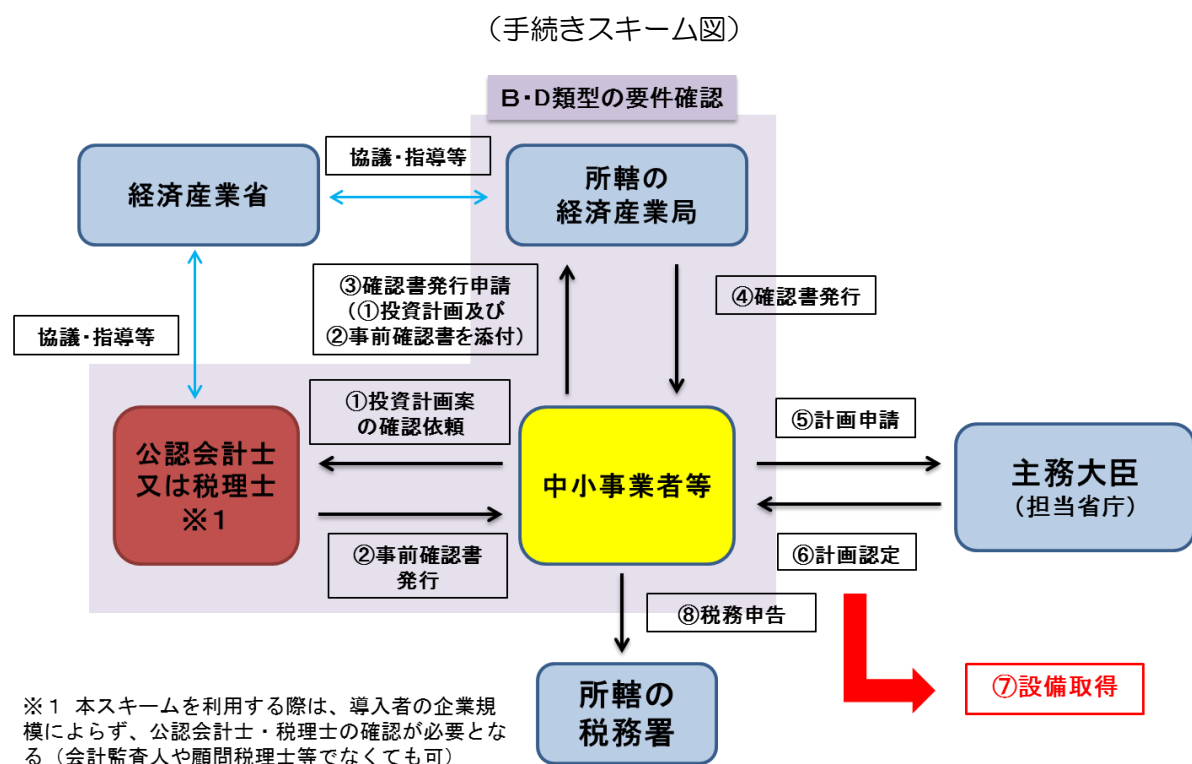 （手続きスキーム図）
Ｂ・Ｄ類型の要件確認
経済産業省
協議・指導等
所轄の
経済産業局
③確認書発行申請
（①投資計画及び
②事前確認書を添付）
④確認書発行
協議・指導等
公認会計士
又は税理士
※１
①投資計画案
の確認依頼
②事前確認書
発行
中小事業者等
⑤計画申請
主務大臣
（担当省庁）
⑥計画認定
⑧税務申告
⑦設備取得
所轄の
税務署
※１ 本スキームを利用する際は、導入者の企業規
模によらず、公認会計士・税理士の確認が必要とな
る（会計監査人や顧問税理士等でなくても可）